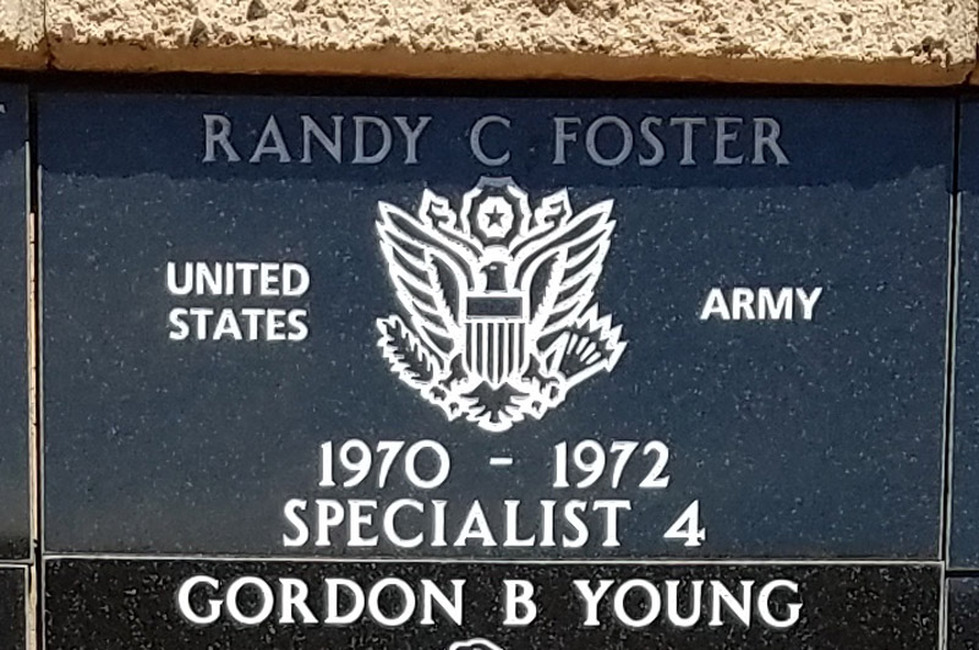 RANDY C FOSTER
UNITED
STATES
ARMY
1970 - 1972
SPECIALIST 4
GORDON B YOUNG